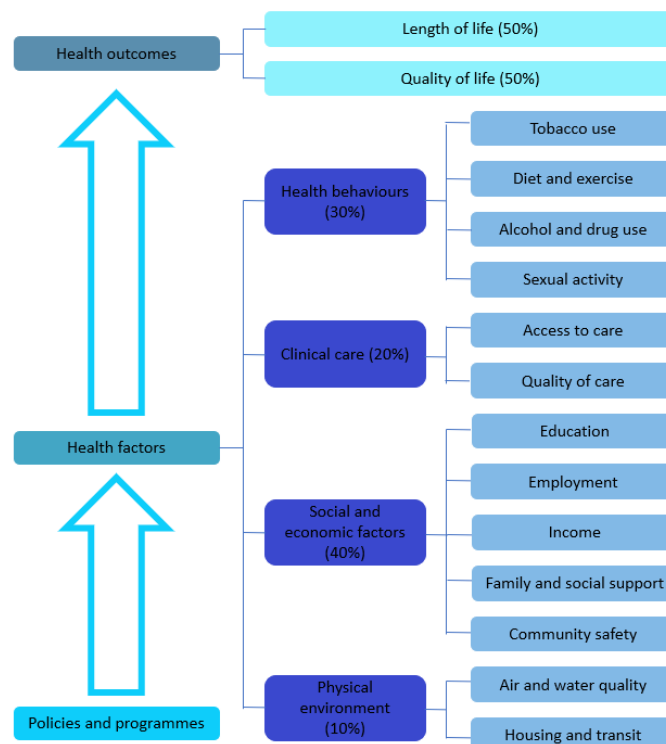 Health outcomes
Length of life (50%)
Quality of life (50%)
Health factors
Health behaviours
(30%)
Tobacco use
Diet and exercise
Alcohol and drug use
Sexual activity
Clinical care (20%)
Access to care
Quality of care
Social and
economic factors
(40%)
Education
Employment
Income
Family and social support
Community safety
Physical
environment
(10%)
Air and water quality
Housing and transit
Policies and programmes